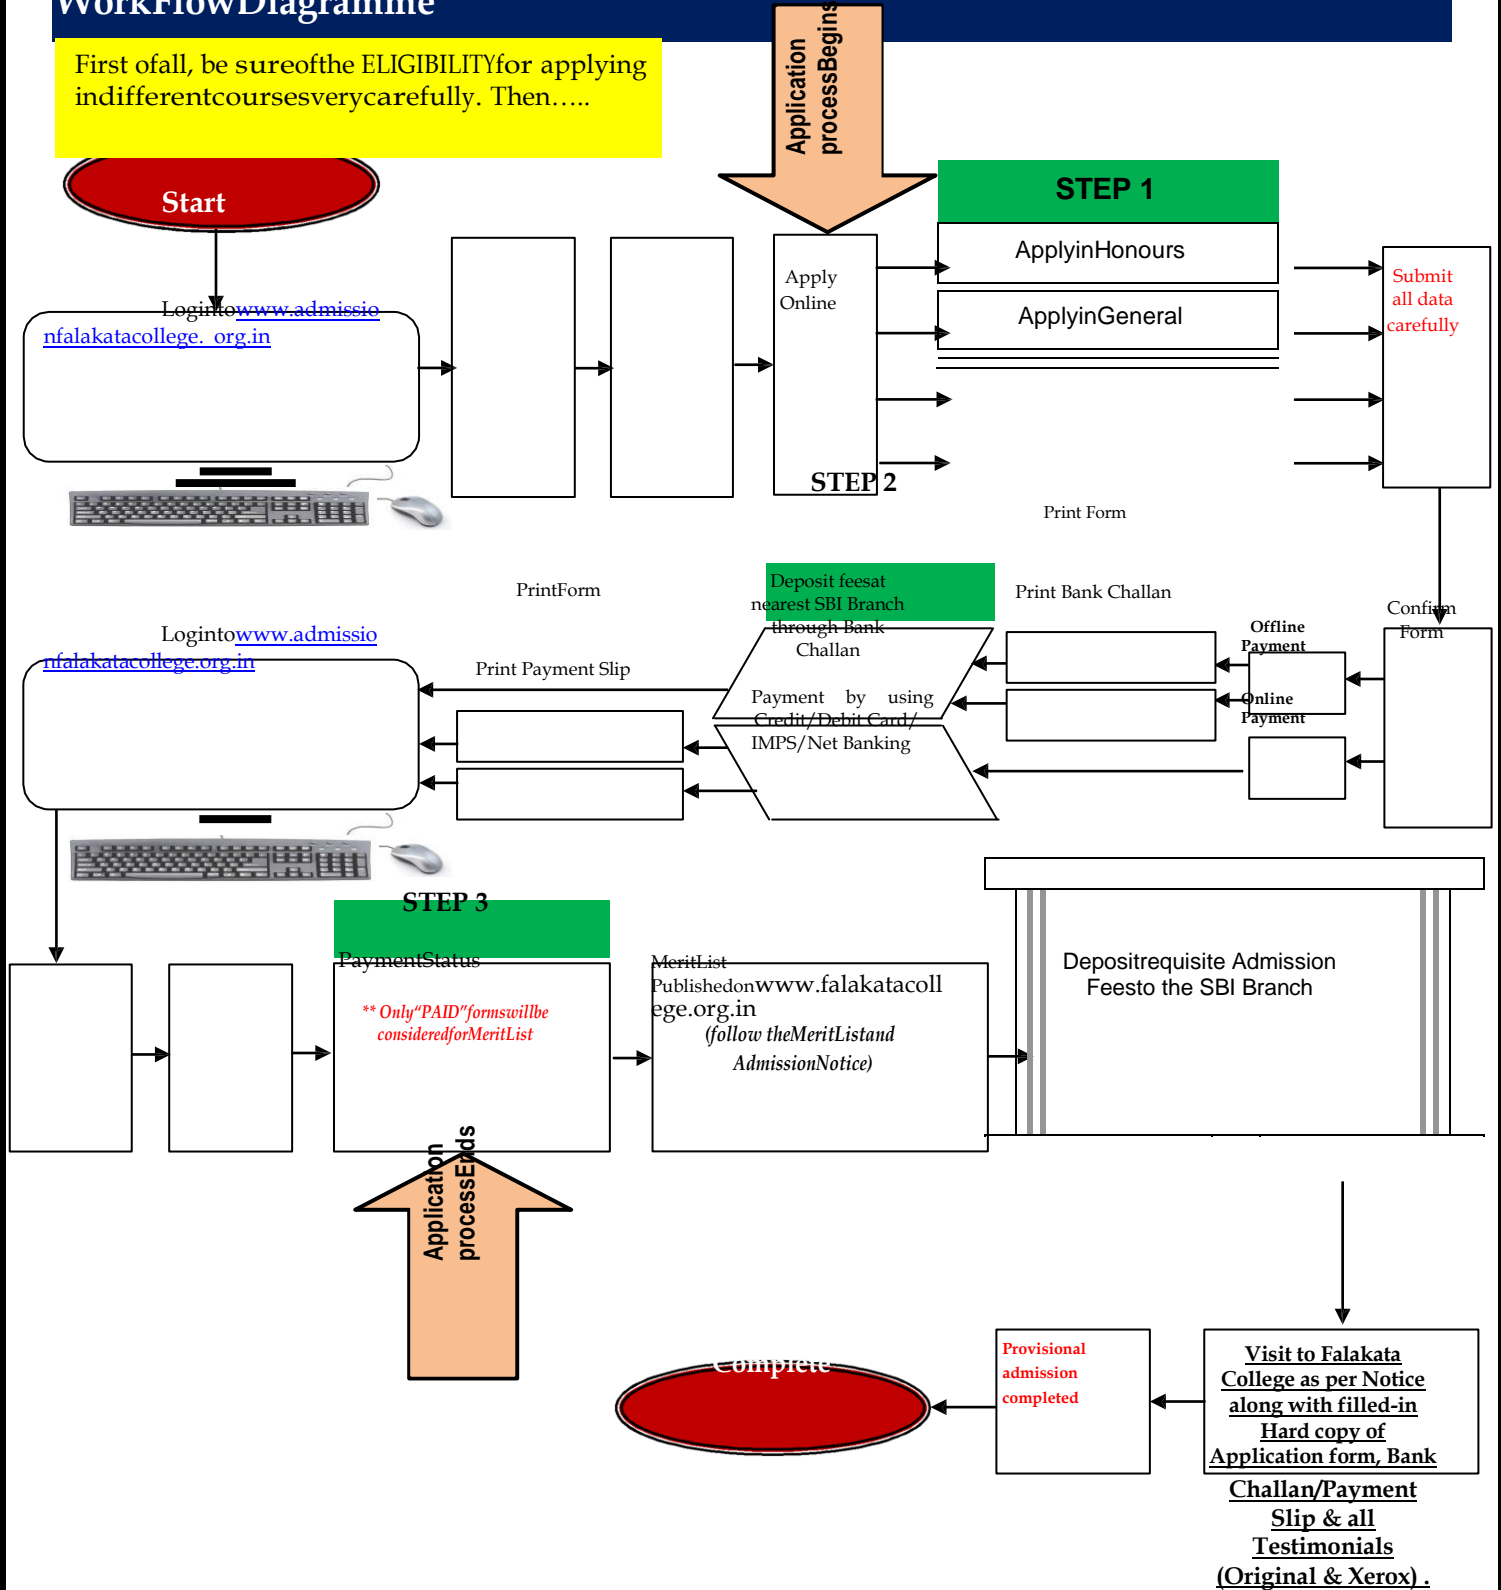 WorkFlowDiagramme
First ofall, be sureofthe ELIGIBILITYfor applying
indifferentcoursesverycarefully. Then…..
Application
processBegins
Start
STEP 1
ApplyinHonours
ApplyinGeneral
Apply
Online
Submit
all data
carefully
Logintowww.admissio
nfalakatacollege. org.in
STEP 2
Print Form
PrintForm
Deposit feesat
nearest SBI Branch
through Bank
Challan
Print Bank Challan
Confirm
Form
Offline
Payment
Online
Payment
Logintowww.admissio
nfalakatacollege.org.in
Print Payment Slip
Payment by using
Credit/Debit Card/
IMPS/Net Banking
STEP 3
PaymentStatus
** Only“PAID”formswillbe
consideredforMeritList
MeritList
Publishedonwww.falakatacoll
ege.org.in
(follow theMeritListand
AdmissionNotice)
Depositrequisite Admission
Feesto the SBI Branch
Application
processEnds
Complete
Provisional
admission
completed
Visit to Falakata
College as per Notice
along with filled-in
Hard copy of
Application form, Bank
Challan/Payment
Slip & all
Testimonials
(Original & Xerox) .